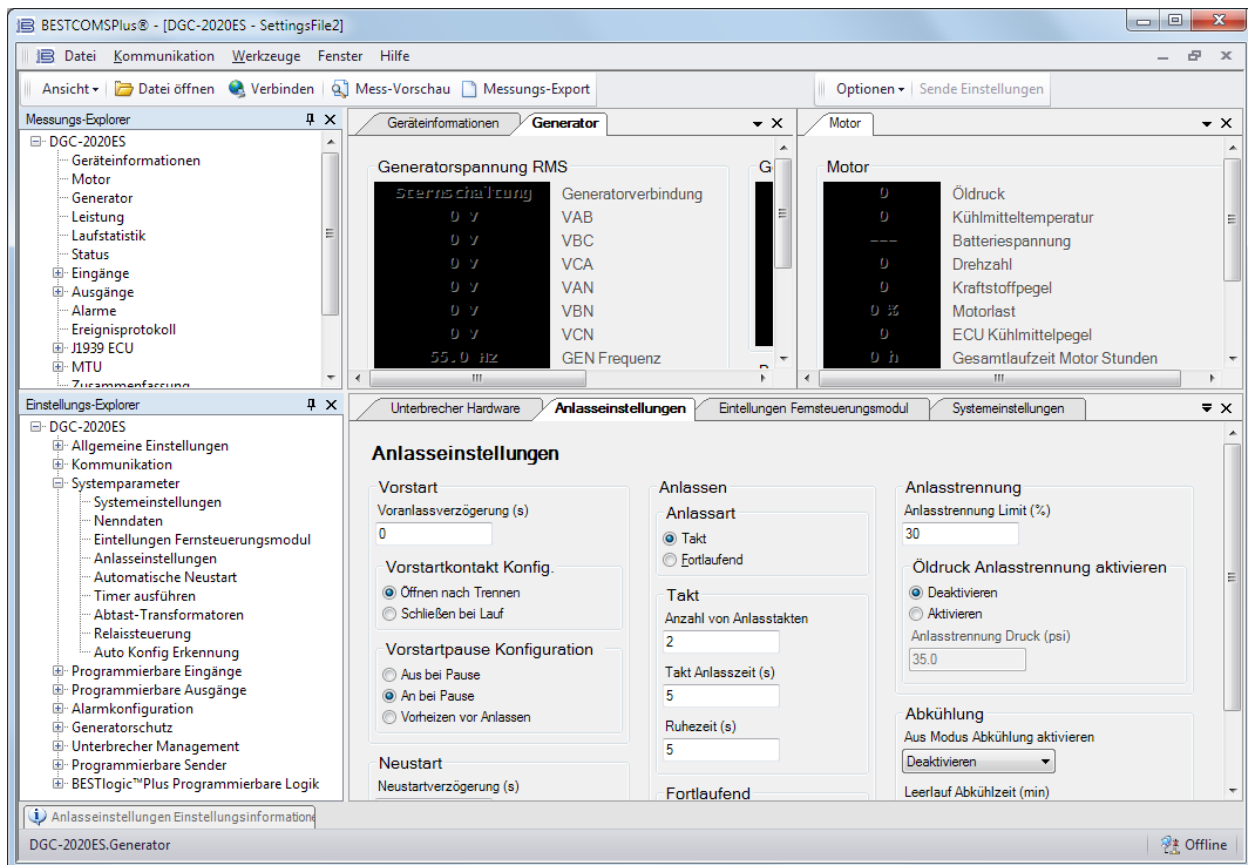 BESTCOMSPlus® - [DGC-2020ES - SettingsFile2]
Datei Kommunikation Werkzeuge Fenster Hilfe
Ansicht Datei öffnen Verbinden Mess-Vorschau Messungs-Export Optionen Sende Einstellungen
Messungs-Explorer
DGC-2020ES
Geräteinformationen
Motor
Generator
Leistung
Laufstatistik
Status
Eingänge
Ausgänge
Alarme
Ereignisprotokoll
J1939 ECU
MTU
Zusammenfassung
Geräteinformationen Generator
Generatorspannung RMS
Sternschaltung Generatorverbindung
0 V VAB
0 V VBC
0 V VCA
0 V VAN
0 V VBN
0 V VCN
55.0 Hz GEN Frequenz
Motor
Motor
0 Öldruck
0 Kühlmitteltemperatur
--- Batteriespannung
0 Drehzahl
0 Kraftstoffpegel
0 % Motorlast
0 ECU Kühlmittelpegel
0 h Gesamtlaufzeit Motor Stunden
Einstellungs-Explorer
DGC-2020ES
Allgemeine Einstellungen
Kommunikation
Systemparameter
Systemeinstellungen
Nenndaten
Eintellungen Fernsteuerungsmodul
Anlasseinstellungen
Automatische Neustart
Timer ausführen
Abtast-Transformatoren
Relaissteuerung
Auto Konfig Erkennung
Programmierbare Eingänge
Programmierbare Ausgänge
Alarmkonfiguration
Generatorschutz
Unterbrecher Management
Programmierbare Sender
BESTlogic™Plus Programmierbare Logik
Unterbrecher Hardware Anlasseinstellungen Eintellungen Fernsteuerungsmodul Systemeinstellungen
Anlasseinstellungen
Vorstart
Voranlassverzögerung (s)
0
Vorstartkontakt Konfig.
Öffnen nach Trennen
Schließen bei Lauf
Vorstartpause Konfiguration
Aus bei Pause
An bei Pause
Vorheizen vor Anlassen
Neustart
Neustartverzögerung (s)
Anlassen
Anlassart
Takt
Fortlaufend
Takt
Anzahl von Anlasstakten
2
Takt Anlasszeit (s)
5
Ruhezeit (s)
5
Fortlaufend
Anlasstrennung
Anlasstrennung Limit (%)
30
Öldruck Anlasstrennung aktivieren
Deaktivieren
Aktivieren
Anlasstrennung Druck (psi)
35.0
Abkühlung
Aus Modus Abkühlung aktivieren
Deaktivieren
Leerlauf Abkühlzeit (min)
Anlasseinstellungen Einstellungsinformatione
DGC-2020ES.Generator Offline